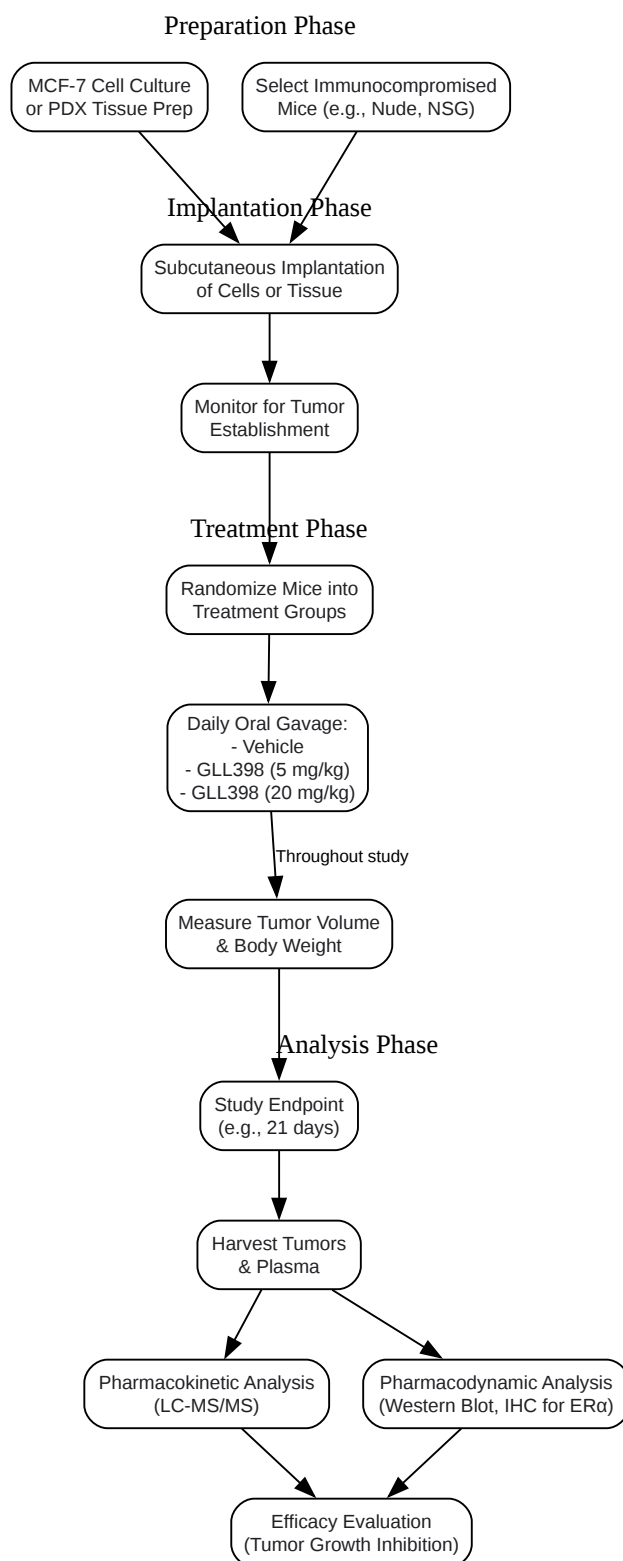 Preparation Phase
MCF-7 Cell Culture
or PDX Tissue Prep
Select Immunocompromised
Mice (e.g., Nude, NSG)
Implantation Phase
Subcutaneous Implantation
of Cells or Tissue
Monitor for Tumor
Establishment
Treatment Phase
Randomize Mice into
Treatment Groups
Daily Oral Gavage:
- Vehicle
- GLL398 (5 mg/kg)
- GLL398 (20 mg/kg)
Throughout study
Measure Tumor Volume
& Body Weight
Analysis Phase
Study Endpoint
(e.g., 21 days)
Harvest Tumors
& Plasma
Pharmacokinetic Analysis
(LC-MS/MS)
Pharmacodynamic Analysis
(Western Blot, IHC for ERα)
Efficacy Evaluation
(Tumor Growth Inhibition)